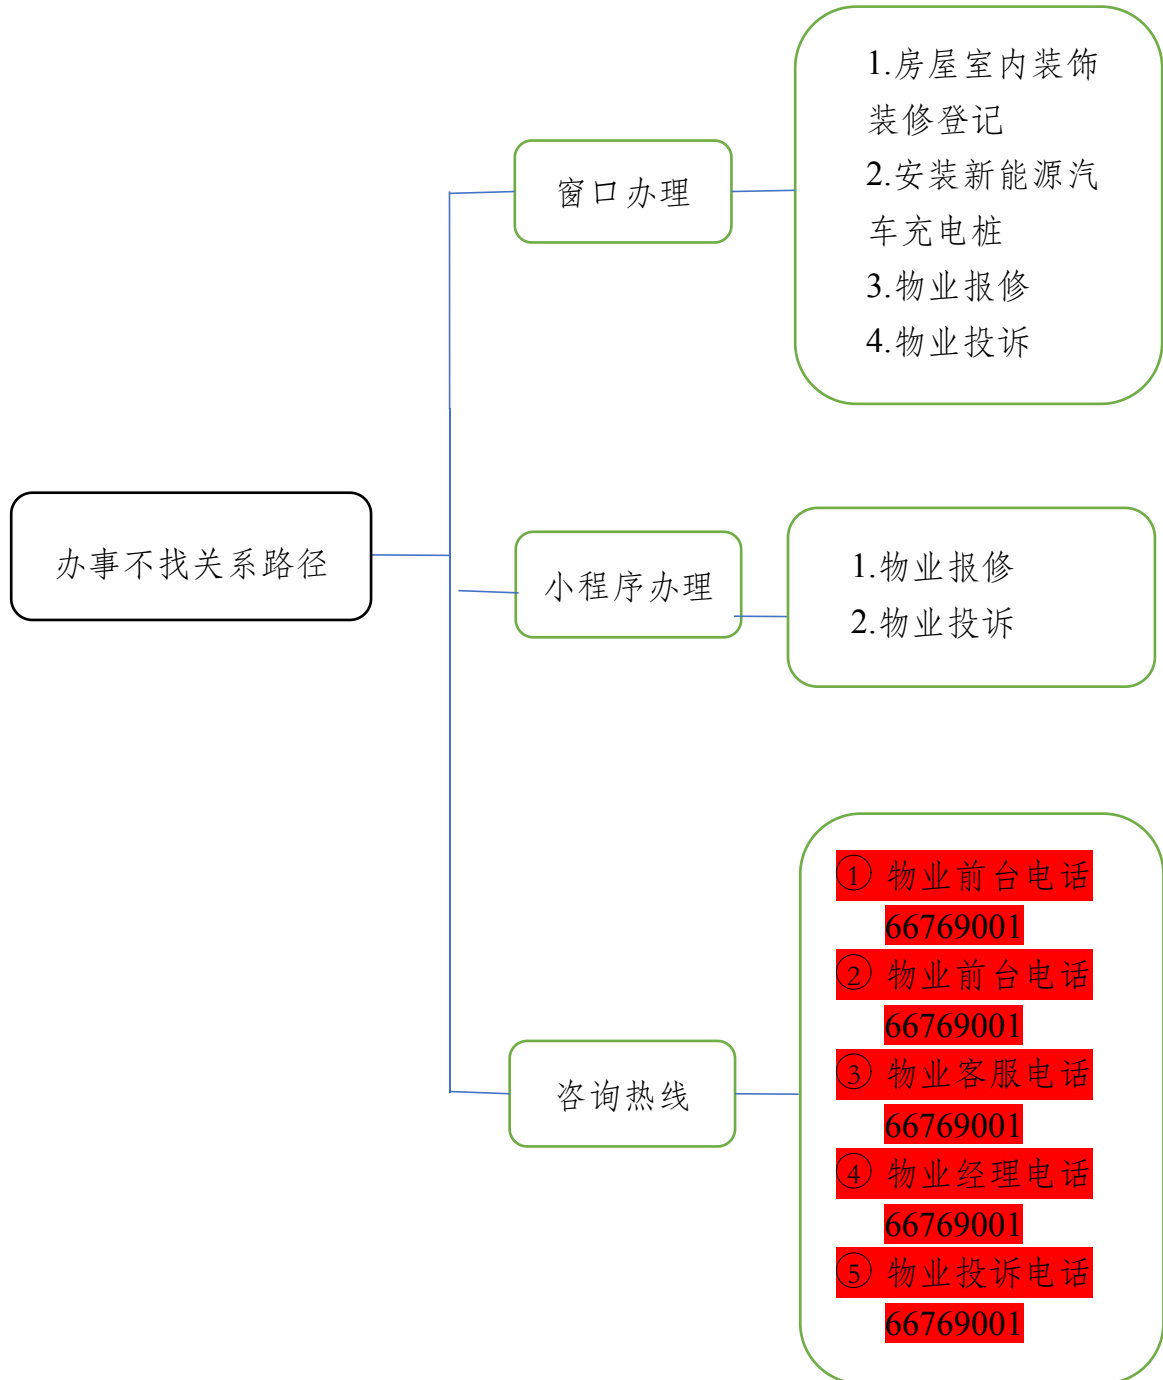 办事不找关系路径
窗口办理
1.房屋室内装饰
装修登记
2.安装新能源汽
车充电桩
3.物业报修
4.物业投诉
小程序办理
1.物业报修
2.物业投诉
咨询热线
① 物业前台电话
66769001
② 物业前台电话
66769001
③ 物业客服电话
66769001
④ 物业经理电话
66769001
⑤ 物业投诉电话
66769001